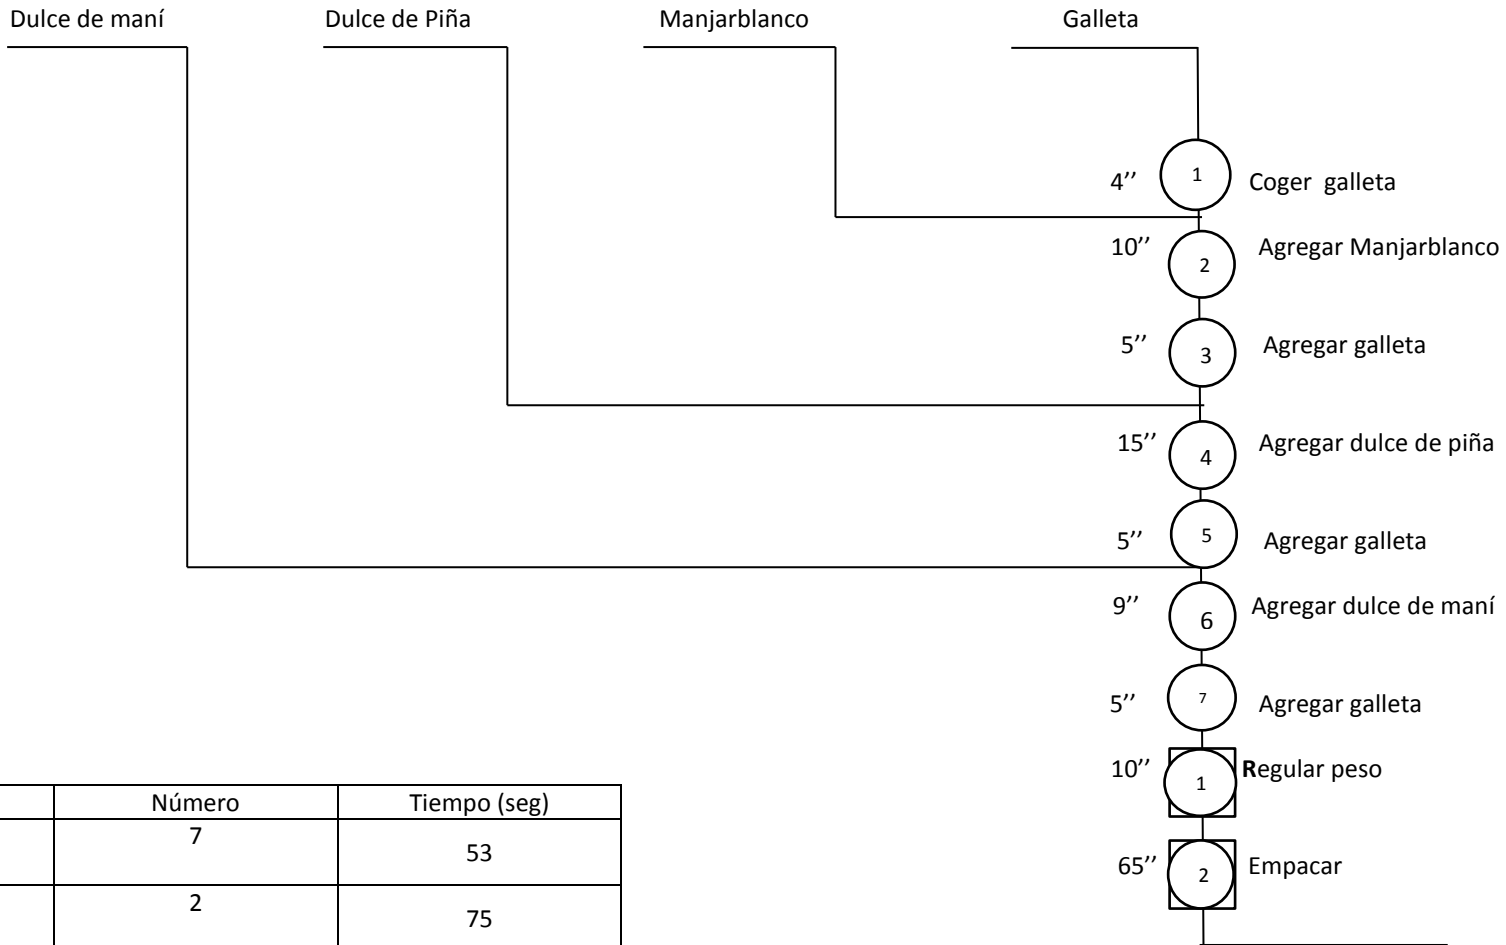 Dulce de maní
Dulce de Piña
Manjarblanco
Galleta
4’’ 1 Coger galleta
10’’ 2 Agregar Manjarblanco
5’’ 3 Agregar galleta
15’’ 4 Agregar dulce de piña
5’’ 5 Agregar galleta
9’’ 6 Agregar dulce de maní
5’’ 7 Agregar galleta
10’’ 1 Regular peso
65’’ 2 Empacar
Número Tiempo (seg)
7 53
2 75